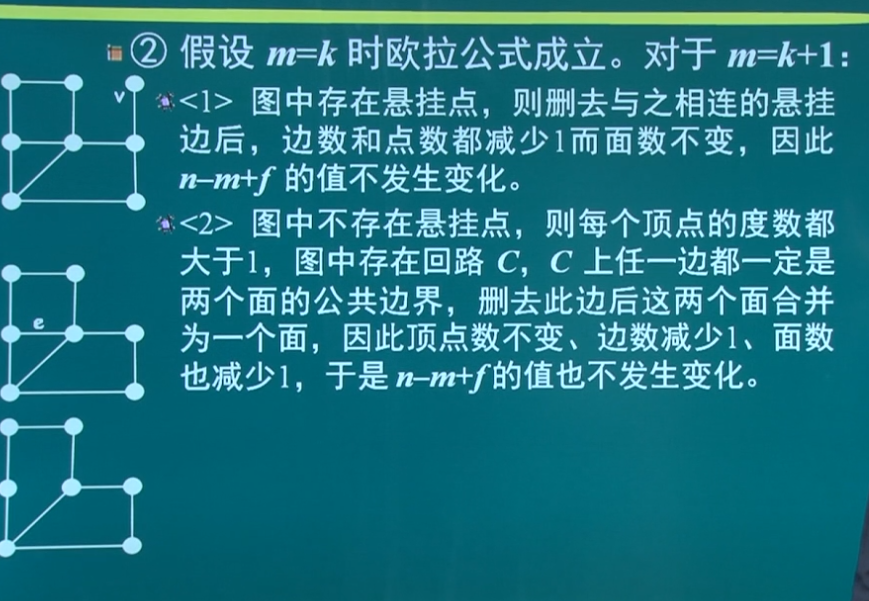 ② 假设 m=k 时欧拉公式成立。对于 m=k+1：
v
<1> 图中存在悬挂点，则删去与之相连的悬挂
边后，边数和点数都减少1而面数不变，因此
n–m+f 的值不发生变化。
<2> 图中不存在悬挂点，则每个顶点的度数都
大于1，图中存在回路 C，C 上任一边都一定是
e
两个面的公共边界，删去此边后这两个面合并
为一个面，因此顶点数不变、边数减少1、面数
也减少1，于是 n–m+f 的值也不发生变化。